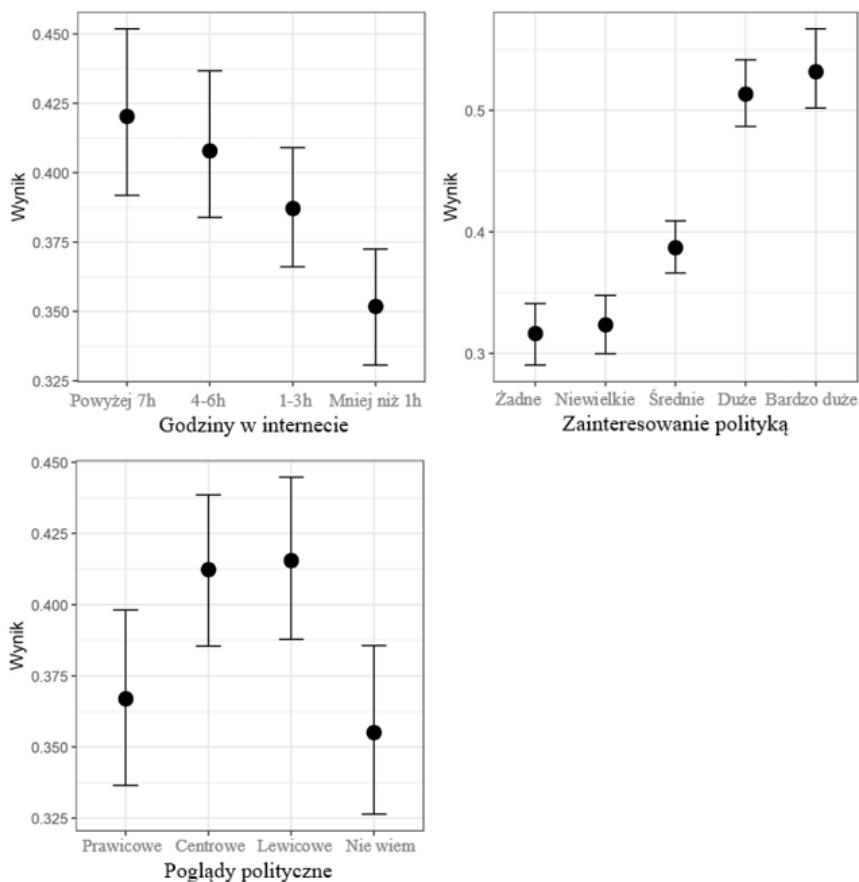 0.450
0.425
0.400
0.375
0.350
0.325
Wynik
Powyżej 7h 4-6h 1-3h Mniej niż 1h
Godziny w internecie
0.5
0.4
0.3
Wynik
Żadne Niewielkie Średnie Duże Bardzo duże
Zainteresowanie polityką
0.450
0.425
0.400
0.375
0.350
0.325
Wynik
Prawicowe Centrowe Lewicowe Nie wiem
Poglądy polityczne